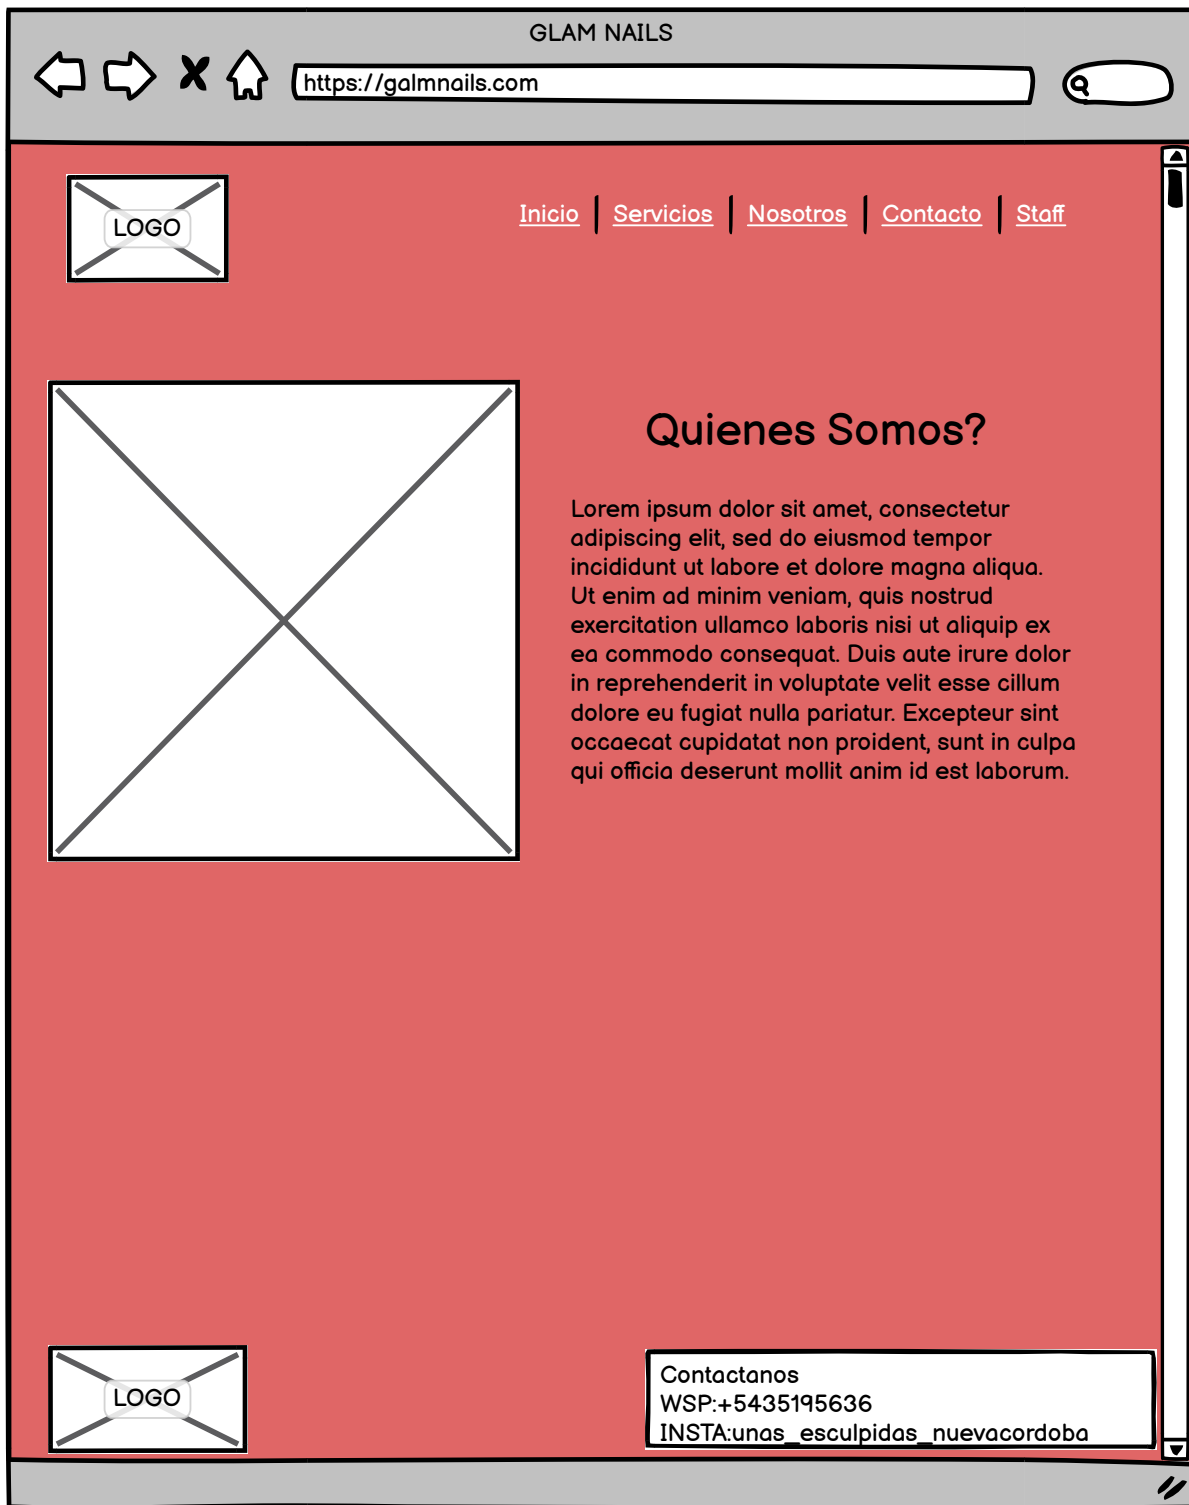 GLAM NAILS
https://galmnails.com
LOGO
Inicio Servicios Nosotros Contacto Staff
Quienes Somos?
Lorem ipsum dolor sit amet, consectetur
adipiscing elit, sed do eiusmod tempor
incididunt ut labore et dolore magna aliqua.
Ut enim ad minim veniam, quis nostrud
exercitation ullamco laboris nisi ut aliquip ex
ea commodo consequat. Duis aute irure dolor
in reprehenderit in voluptate velit esse cillum
dolore eu fugiat nulla pariatur. Excepteur sint
occaecat cupidatat non proident, sunt in culpa
qui officia deserunt mollit anim id est laborum.
LOGO
Contactanos
WSP:+5435195636
INSTA:unas_esculpidas_nuevacordoba